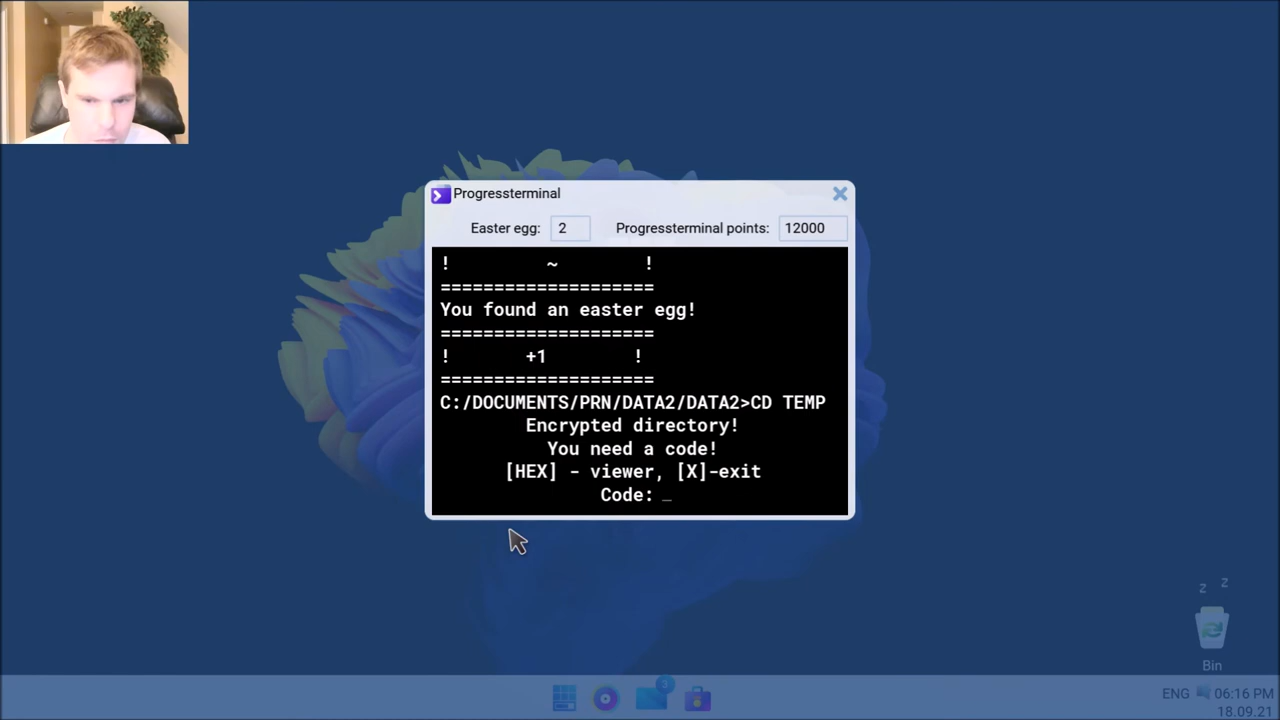 Progressterminal
Easter egg: 2 Progressterminal points: 12000
! ~ !
====================
You found an easter egg!
====================
! +1 !
====================
C:/DOCUMENTS/PRN/DATA2/DATA2>CD TEMP
Encrypted directory!
You need a code!
[HEX] - viewer, [X]-exit
Code: _
z z
Bin
3
ENG 06:16 PM
18.09.21